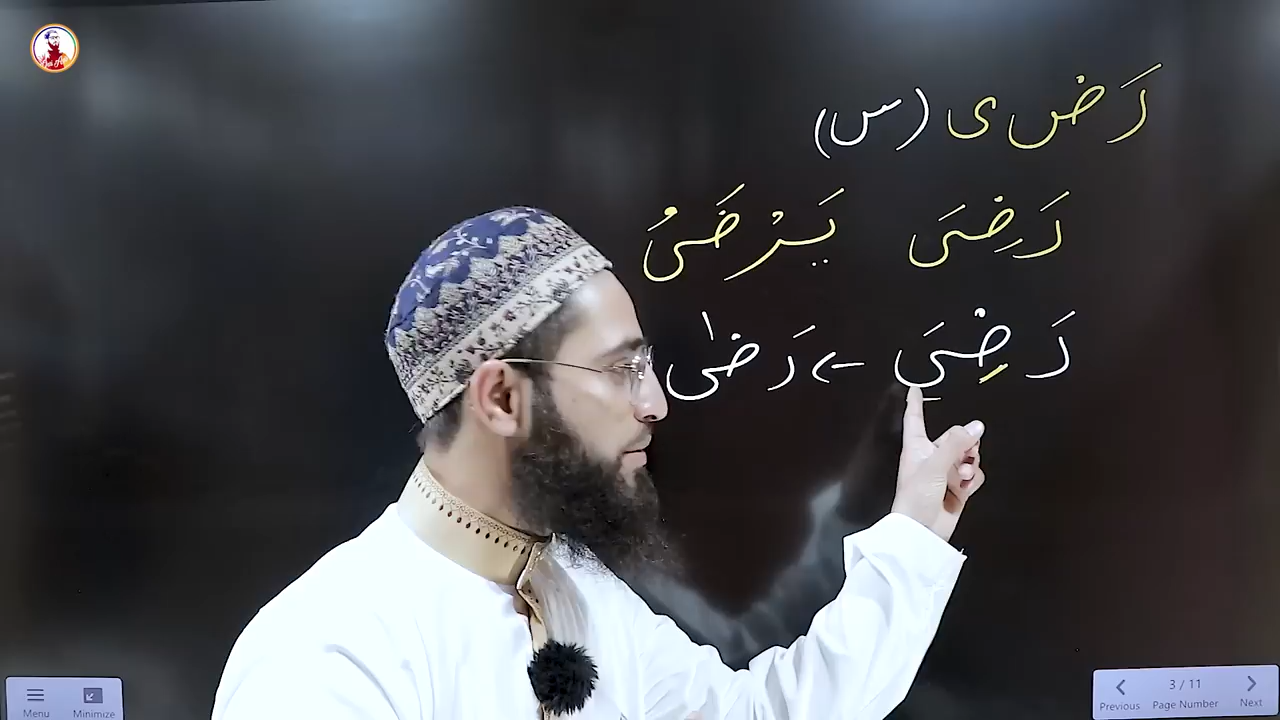 رَ ضْ ى (س)
رَضِىَ يَرْضَىُ
رَضِىَ -> رَضٰى
Menu
Minimize
3 / 11
Previous
Page Number
Next